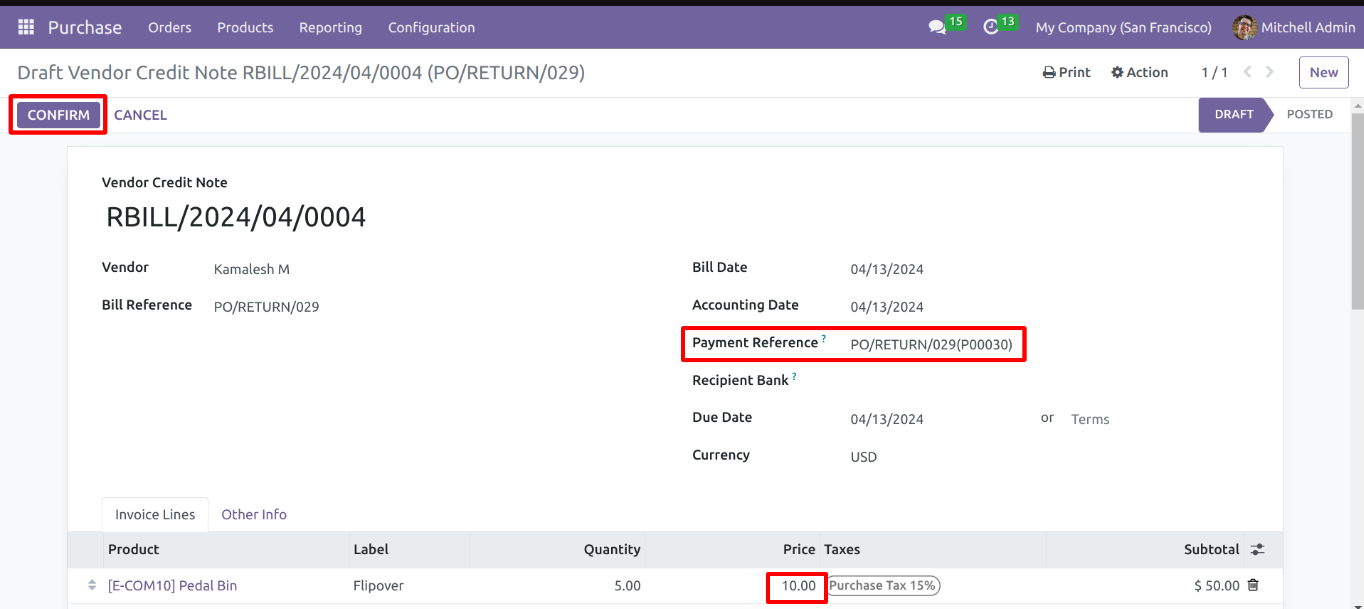 Purchase Orders Products Reporting Configuration 15 13 My Company (San Francisco) Mitchell Admin
Draft Vendor Credit Note RBILL/2024/04/0004 (PO/RETURN/029) Print Action 1 / 1 New
CONFIRM CANCEL DRAFT POSTED
Vendor Credit Note
RBILL/2024/04/0004
Vendor Kamalesh M Bill Date 04/13/2024
Bill Reference PO/RETURN/029 Accounting Date 04/13/2024
Payment Reference ? PO/RETURN/029(P00030)
Recipient Bank ?
Due Date 04/13/2024 or Terms
Currency USD
Invoice Lines Other Info
Product Label Quantity Price Taxes Subtotal
[E-COM10] Pedal Bin Flipover 5.00 10.00 Purchase Tax 15% $ 50.00